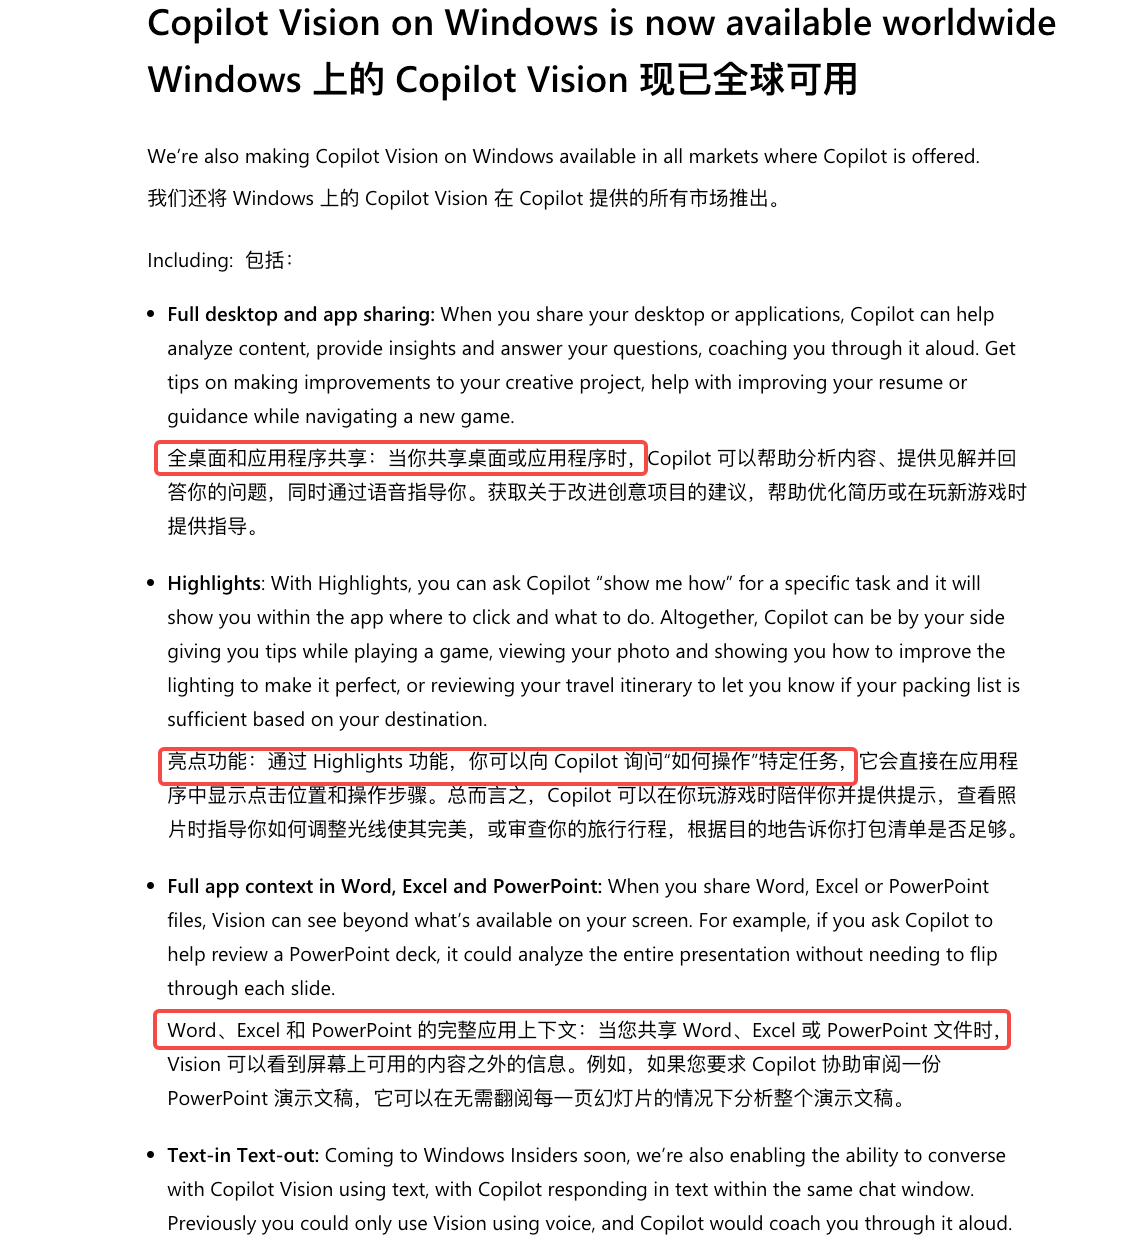 Copilot Vision on Windows is now available worldwide
Windows 上的 Copilot Vision 现已全球可用
We’re also making Copilot Vision on Windows available in all markets where Copilot is offered.
我们还将 Windows 上的 Copilot Vision 在 Copilot 提供的所有市场推出。
Including: 包括：
• Full desktop and app sharing: When you share your desktop or applications, Copilot can help
analyze content, provide insights and answer your questions, coaching you through it aloud. Get
tips on making improvements to your creative project, help with improving your resume or
guidance while navigating a new game.
全桌面和应用程序共享：当你共享桌面或应用程序时，Copilot 可以帮助分析内容、提供见解并回
答你的问题，同时通过语音指导你。获取关于改进创意项目的建议，帮助优化简历或在玩新游戏时
提供指导。
• Highlights: With Highlights, you can ask Copilot “show me how” for a specific task and it will
show you within the app where to click and what to do. Altogether, Copilot can be by your side
giving you tips while playing a game, viewing your photo and showing you how to improve the
lighting to make it perfect, or reviewing your travel itinerary to let you know if your packing list is
sufficient based on your destination.
亮点功能：通过 Highlights 功能，你可以向 Copilot 询问“如何操作”特定任务，它会直接在应用程
序中显示点击位置和操作步骤。总而言之，Copilot 可以在你玩游戏时陪伴你并提供提示，查看照
片时指导你如何调整光线使其完美，或审查你的旅行行程，根据目的地告诉你打包清单是否足够。
• Full app context in Word, Excel and PowerPoint: When you share Word, Excel or PowerPoint
files, Vision can see beyond what’s available on your screen. For example, if you ask Copilot to
help review a PowerPoint deck, it could analyze the entire presentation without needing to flip
through each slide.
Word、Excel 和 PowerPoint 的完整应用上下文：当您共享 Word、Excel 或 PowerPoint 文件时，
Vision 可以看到屏幕上可用的内容之外的信息。例如，如果您要求 Copilot 协助审阅一份
PowerPoint 演示文稿，它可以在无需翻阅每一页幻灯片的情况下分析整个演示文稿。
• Text-in Text-out: Coming to Windows Insiders soon, we’re also enabling the ability to converse
with Copilot Vision using text, with Copilot responding in text within the same chat window.
Previously you could only use Vision using voice, and Copilot would coach you through it aloud.